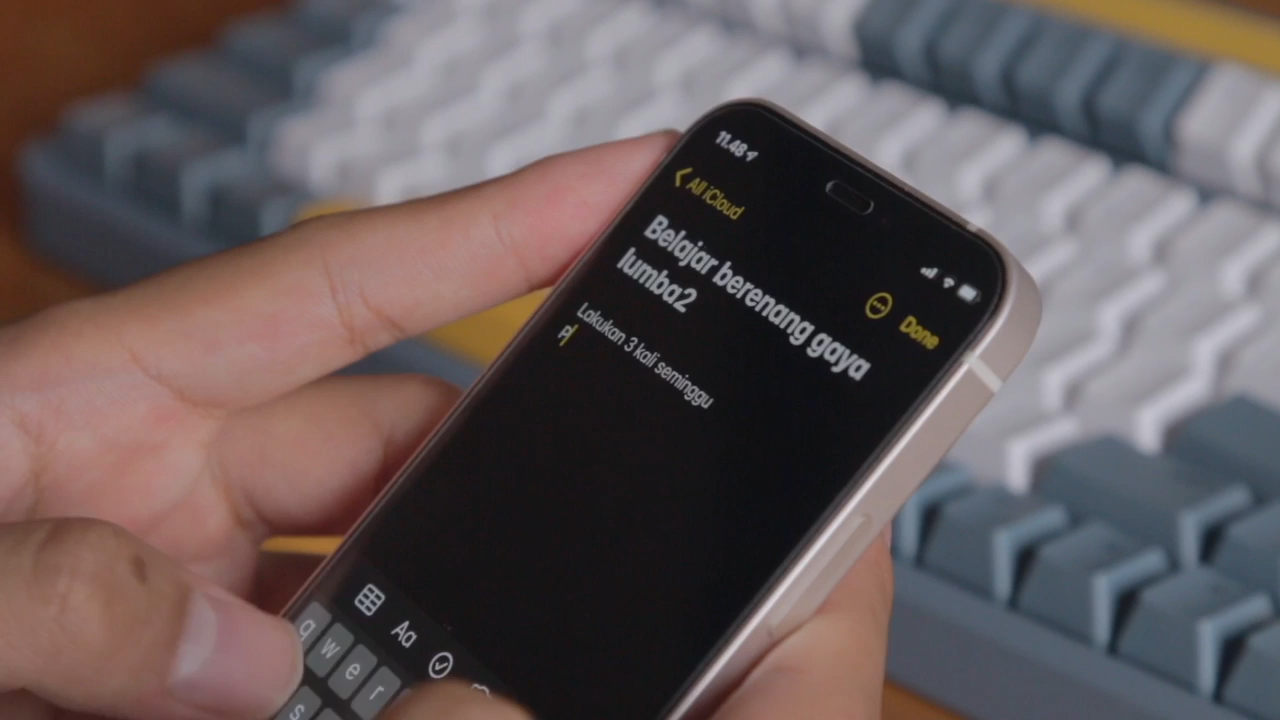 11.48
All iCloud
Done
Belajar berenang gaya
lumba2
Lakukan 3 kali seminggu
P
Aa
q w e r
s